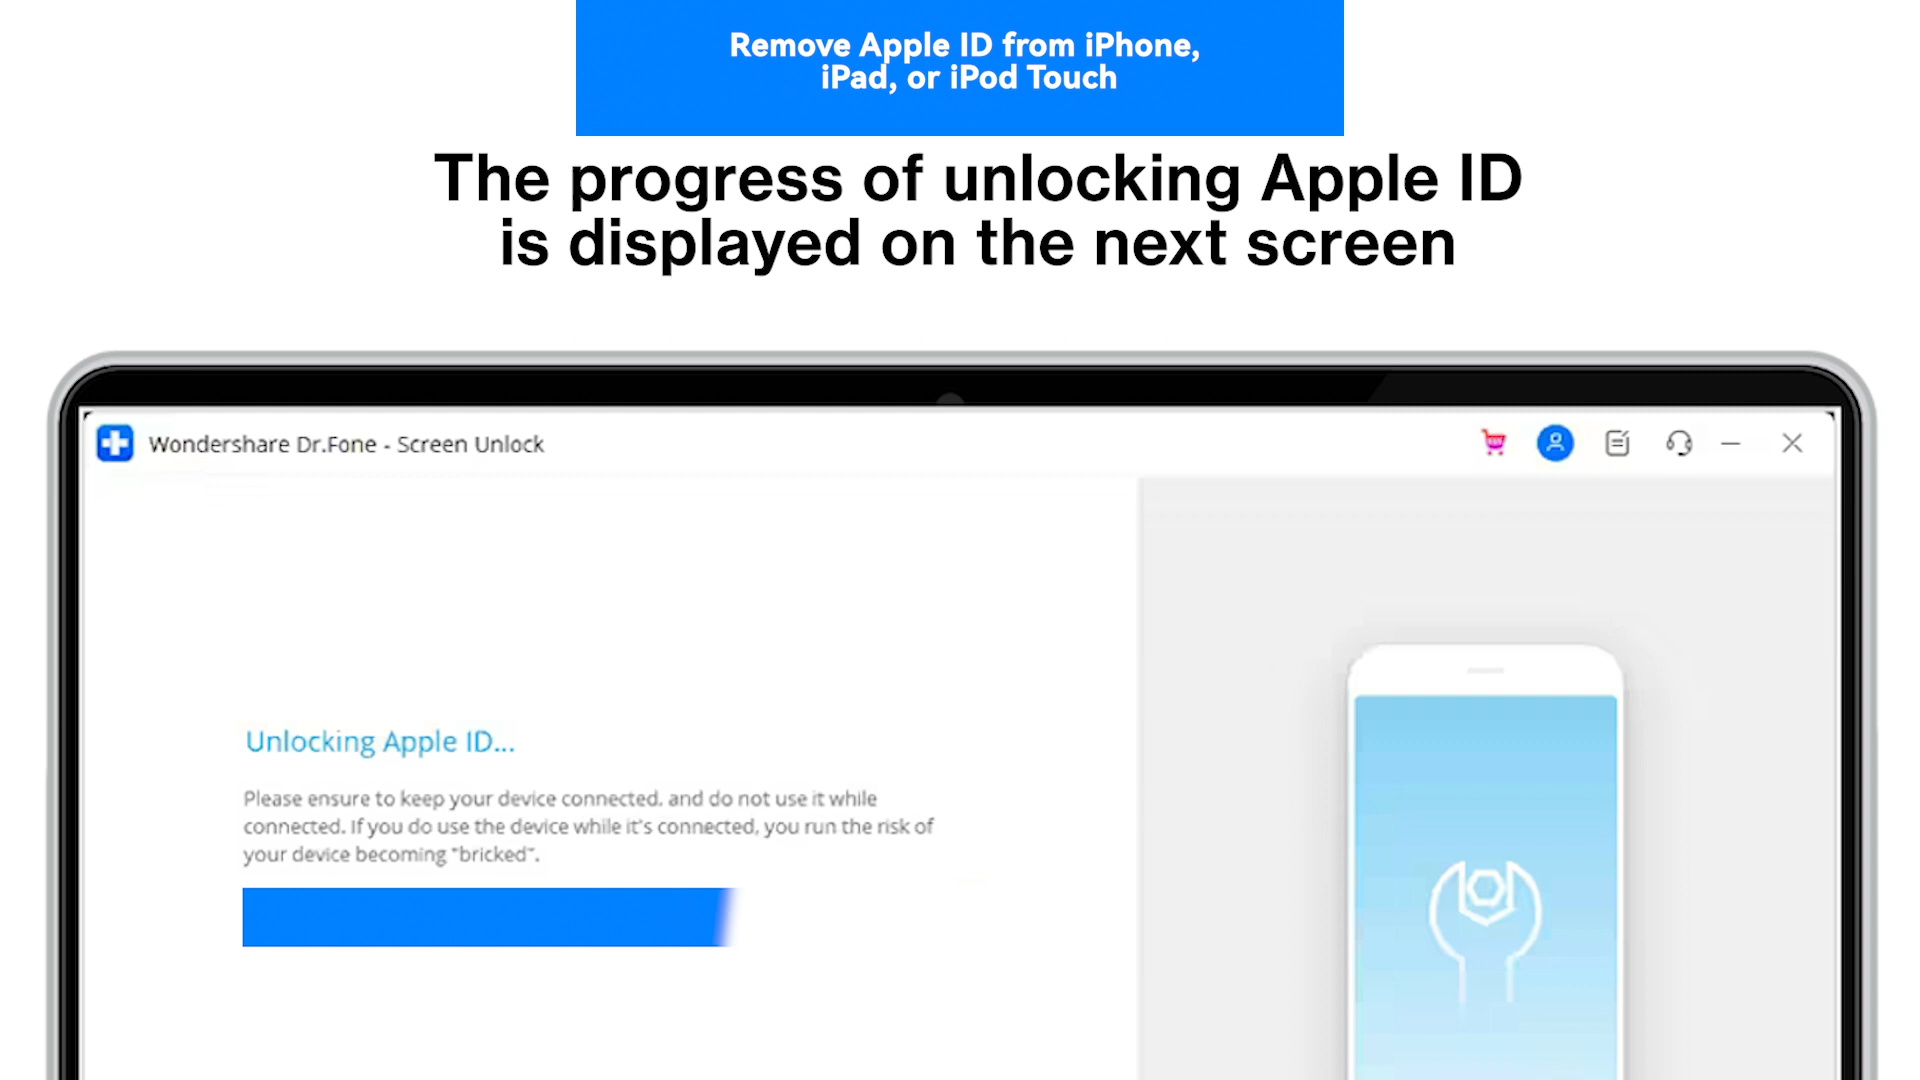 Remove Apple ID from iPhone,
iPad, or iPod Touch
The progress of unlocking Apple ID
is displayed on the next screen
Wondershare Dr.Fone - Screen Unlock
Unlocking Apple ID...
Please ensure to keep your device connected, and do not use it while
connected. If you do use the device while it's connected, you run the risk of
your device becoming "bricked".